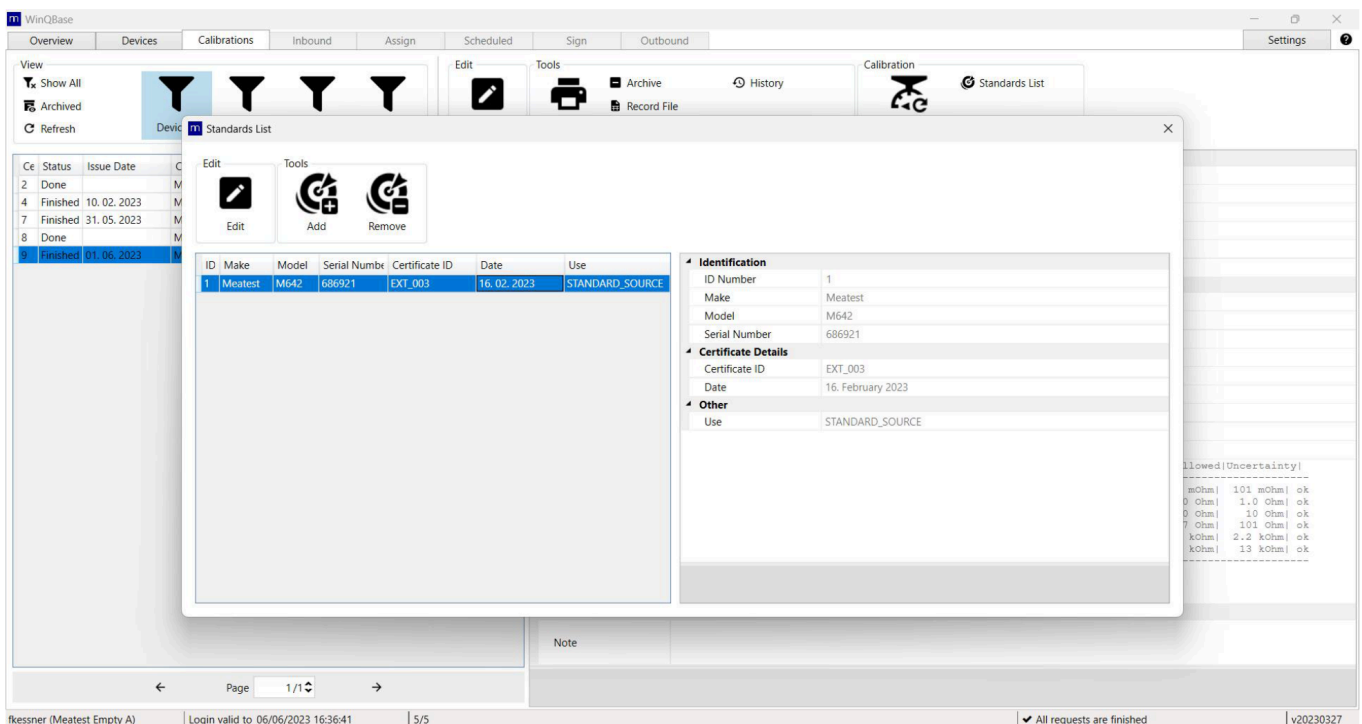 m WinQBase
Overview Devices Calibrations Inbound Assign Scheduled Sign Outbound Settings ?
View Edit Tools Calibration
Show All Archive History Standards List
Archived Record File
Refresh
m Standards List
Ce Status Issue Date
2 Done
4 Finished 10. 02. 2023
7 Finished 31. 05. 2023
8 Done
9 Finished 01. 06. 2023
Edit Tools
Edit Add Remove
ID Make Model Serial Numbe Certificate ID Date Use
1 Meatest M642 686921 EXT_003 16. 02. 2023 STANDARD_SOURCE
Identification
ID Number 1
Make Meatest
Model M642
Serial Number 686921
Certificate Details
Certificate ID EXT_003
Date 16. February 2023
Other
Use STANDARD_SOURCE
llowed|Uncertainty|
mOhm| 101 mOhm| ok
Ohm| 1.0 Ohm| ok
Ohm| 10 Ohm| ok
7 Ohm| 101 Ohm| ok
kOhm| 2.2 kOhm| ok
kOhm| 13 kOhm| ok
Note
← Page 1/1 →
fkessner (Meatest Empty A) Login valid to 06/06/2023 16:36:41 5/5 ✔ All requests are finished v20230327